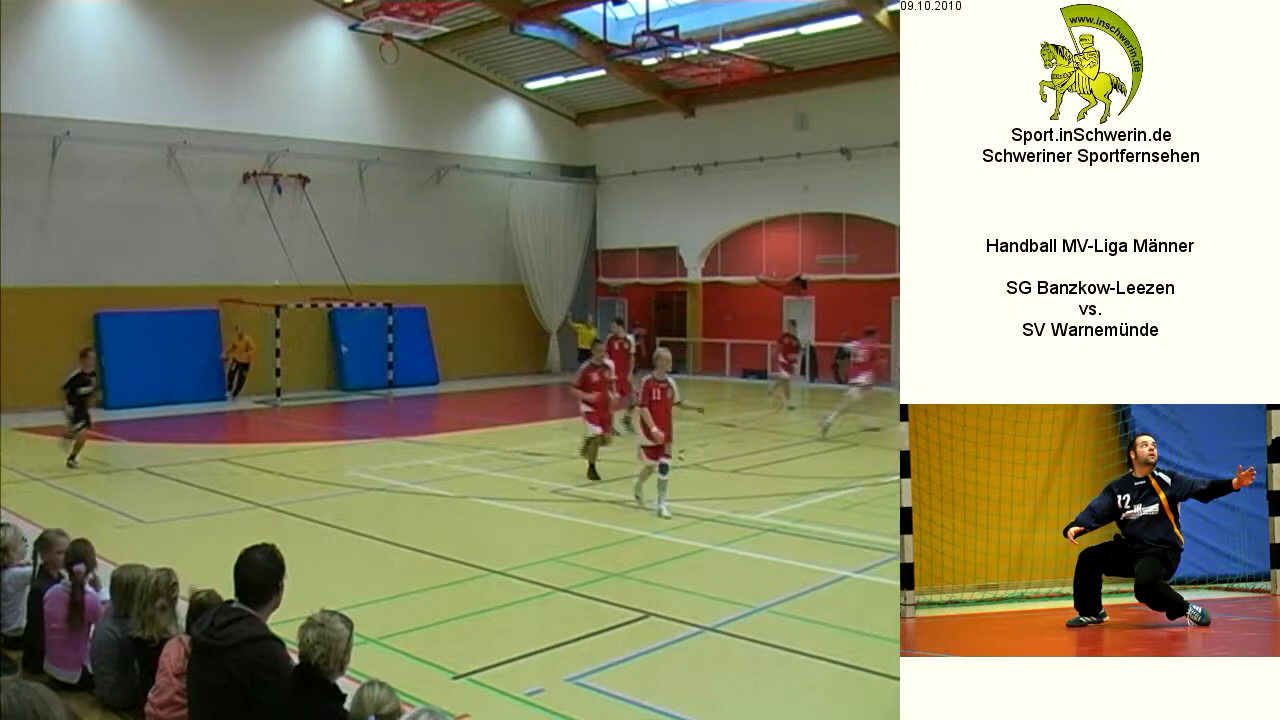 09.10.2010
www.inschwerin.de
Sport.inSchwerin.de
Schweriner Sportfernsehen
Handball MV-Liga Männer
SG Banzkow-Leezen
vs.
SV Warnemünde
11
12